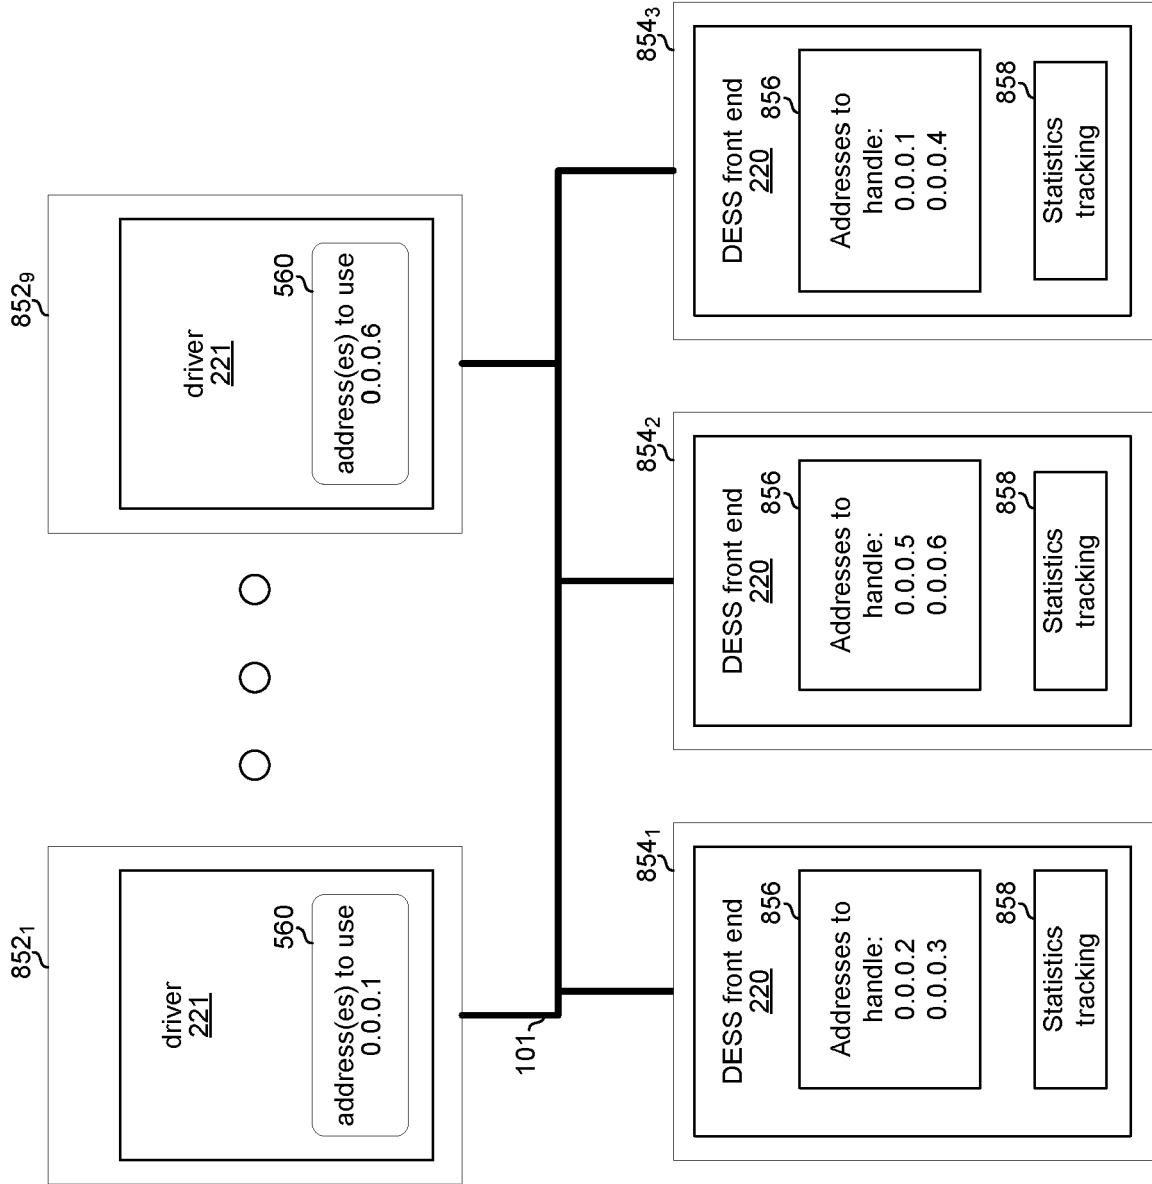 852₁
driver
221
560
address(es) to use
0.0.0.1
852₉
driver
221
560
address(es) to use
0.0.0.6
101
854₁
DESS front end
220
856
Addresses to
handle:
0.0.0.2
0.0.0.3
858
Statistics
tracking
854₂
DESS front end
220
856
Addresses to
handle:
0.0.0.5
0.0.0.6
858
Statistics
tracking
854₃
DESS front end
220
856
Addresses to
handle:
0.0.0.1
0.0.0.4
858
Statistics
tracking